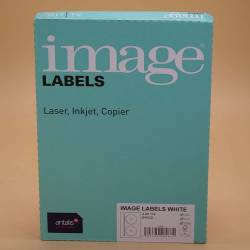 image
LABELS
Laser, Inkjet, Copier
IMAGE LABELS WHITE
antalis